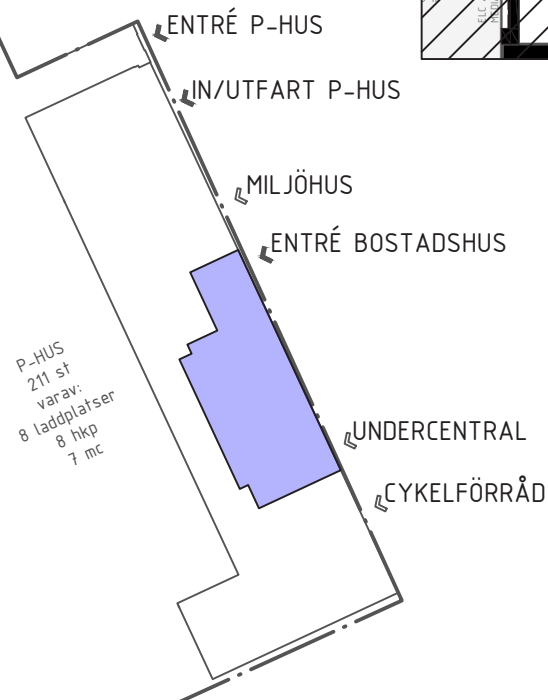 ENTRÉ P-HUS
IN/UTFART P-HUS
MILJÖHUS
ENTRÉ BOSTADSHUS
P-HUS
211 st
varav:
8 laddplatser
8 hkp
7 mc
UNDERCENTRAL
CYKELFÖRRÅD